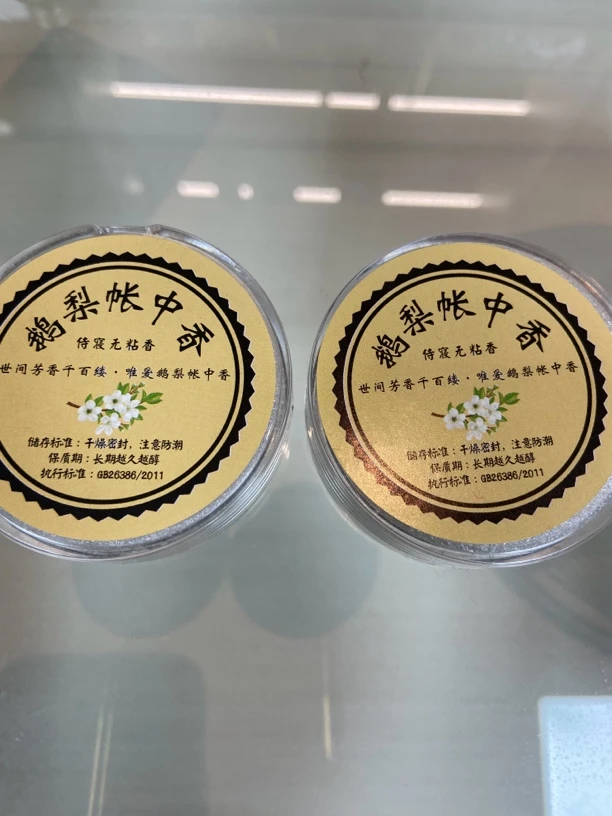 鹅梨帐中香
侍寝无粘香
世间芳香千百缕·唯爱鹅梨帐中香
储存标准：干燥密封，注意防潮
保质期：长期越久越醇
执行标准：GB26386/2011
鹅梨帐中香
侍寝无粘香
世间芳香千百缕·唯爱鹅梨帐中香
储存标准：干燥密封，注意防潮
保质期：长期越久越醇
执行标准：GB26386/2011